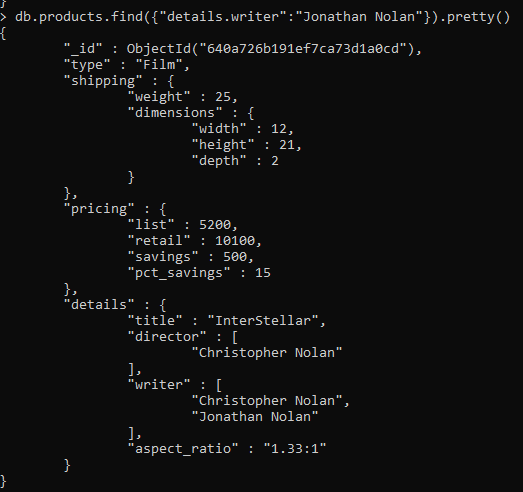 }
> db.products.find({"details.writer":"Jonathan Nolan"}).pretty()
{
        "_id" : ObjectId("640a726b191ef7ca73d1a0cd"),
        "type" : "Film",
        "shipping" : {
                "weight" : 25,
                "dimensions" : {
                        "width" : 12,
                        "height" : 21,
                        "depth" : 2
                }
        },
        "pricing" : {
                "list" : 5200,
                "retail" : 10100,
                "savings" : 500,
                "pct_savings" : 15
        },
        "details" : {
                "title" : "InterStellar",
                "director" : [
                        "Christopher Nolan"
                ],
                "writer" : [
                        "Christopher Nolan",
                        "Jonathan Nolan"
                ],
                "aspect_ratio" : "1.33:1"
        }
}